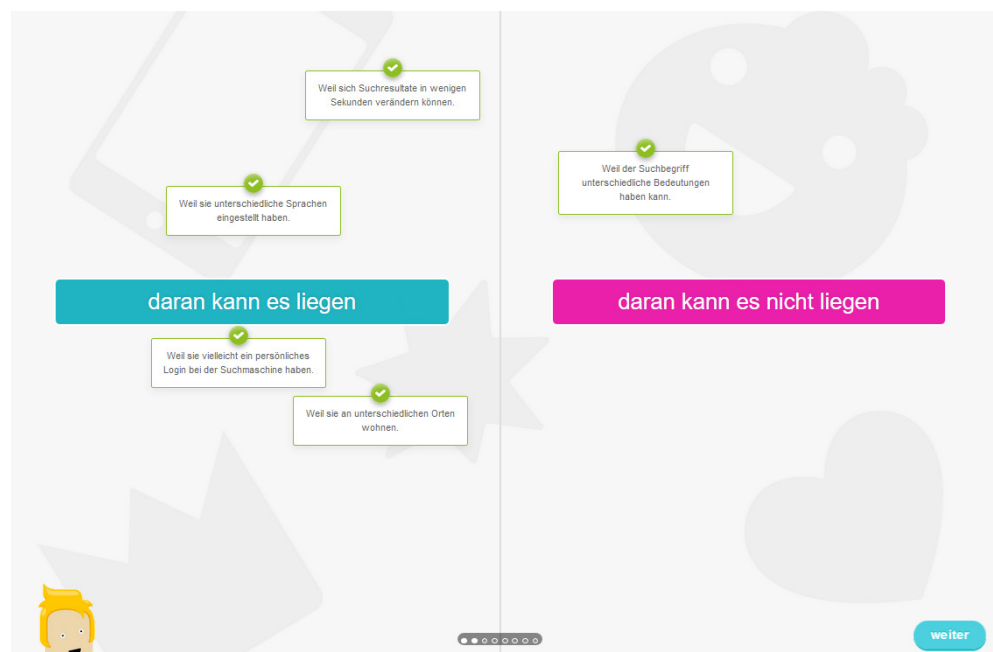 Weil sich Suchresultate in wenigen
Sekunden verändern können.
Weil sie unterschiedliche Sprachen
eingestellt haben.
daran kann es liegen
Weil sie vielleicht ein persönliches
Login bei der Suchmaschine haben.
Weil sie an unterschiedlichen Orten
wohnen.
Weil der Suchbegriff
unterschiedliche Bedeutungen
haben kann.
daran kann es nicht liegen
weiter